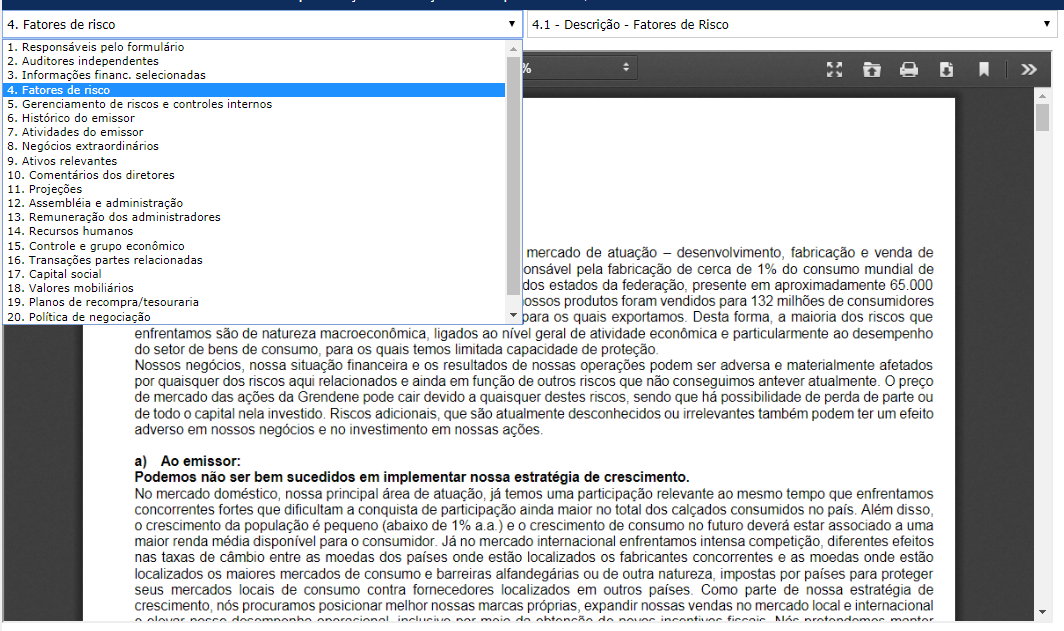 4. Fatores de risco
4.1 - Descrição - Fatores de Risco
1. Responsáveis pelo formulário
2. Auditores independentes
3. Informações financ. selecionadas
4. Fatores de risco
5. Gerenciamento de riscos e controles internos
6. Histórico do emissor
7. Atividades do emissor
8. Negócios extraordinários
9. Ativos relevantes
10. Comentários dos diretores
11. Projeções
12. Assembléia e administração
13. Remuneração dos administradores
14. Recursos humanos
15. Controle e grupo econômico
16. Transações partes relacionadas
17. Capital social
18. Valores mobiliários
19. Planos de recompra/tesouraria
20. Política de negociação
%
mercado de atuação – desenvolvimento, fabricação e venda de
onsável pela fabricação de cerca de 1% do consumo mundial de
dos estados da federação, presente em aproximadamente 65.000
nossos produtos foram vendidos para 132 milhões de consumidores
para os quais exportamos. Desta forma, a maioria dos riscos que
enfrentamos são de natureza macroeconômica, ligados ao nível geral de atividade econômica e particularmente ao desempenho
do setor de bens de consumo, para os quais temos limitada capacidade de proteção.
Nossos negócios, nossa situação financeira e os resultados de nossas operações podem ser adversa e materialmente afetados
por quaisquer dos riscos aqui relacionados e ainda em função de outros riscos que não conseguimos antever atualmente. O preço
de mercado das ações da Grendene pode cair devido a quaisquer destes riscos, sendo que há possibilidade de perda de parte ou
de todo o capital nela investido. Riscos adicionais, que são atualmente desconhecidos ou irrelevantes também podem ter um efeito
adverso em nossos negócios e no investimento em nossas ações.
a) Ao emissor:
Podemos não ser bem sucedidos em implementar nossa estratégia de crescimento.
No mercado doméstico, nossa principal área de atuação, já temos uma participação relevante ao mesmo tempo que enfrentamos
concorrentes fortes que dificultam a conquista de participação ainda maior no total dos calçados consumidos no país. Além disso,
o crescimento da população é pequeno (abaixo de 1% a.a.) e o crescimento de consumo no futuro deverá estar associado a uma
maior renda média disponível para o consumidor. Já no mercado internacional enfrentamos intensa competição, diferentes efeitos
nas taxas de câmbio entre as moedas dos países onde estão localizados os fabricantes concorrentes e as moedas onde estão
localizados os maiores mercados de consumo e barreiras alfandegárias ou de outra natureza, impostas por países para proteger
seus mercados locais de consumo contra fornecedores localizados em outros países. Como parte de nossa estratégia de
crescimento, nós procuramos posicionar melhor nossas marcas próprias, expandir nossas vendas no mercado local e internacional
e elevar nosso desempenho operacional, inclusive por meio da obtenção de novos incentivos fiscais. Nós pretendemos manter